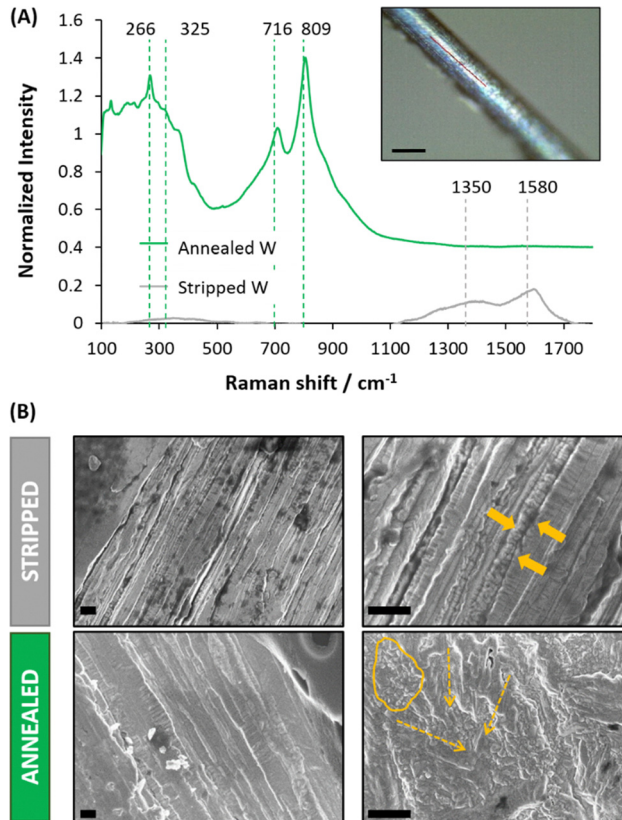 (A)
266 325 716 809
1.6
1.4
1.2
1
0.8
0.6
0.4
0.2
0
Normalized Intensity
1350 1580
Annealed W
Stripped W
100 300 500 700 900 1100 1300 1500 1700
Raman shift / cm-1
(B)
STRIPPED
ANNEALED